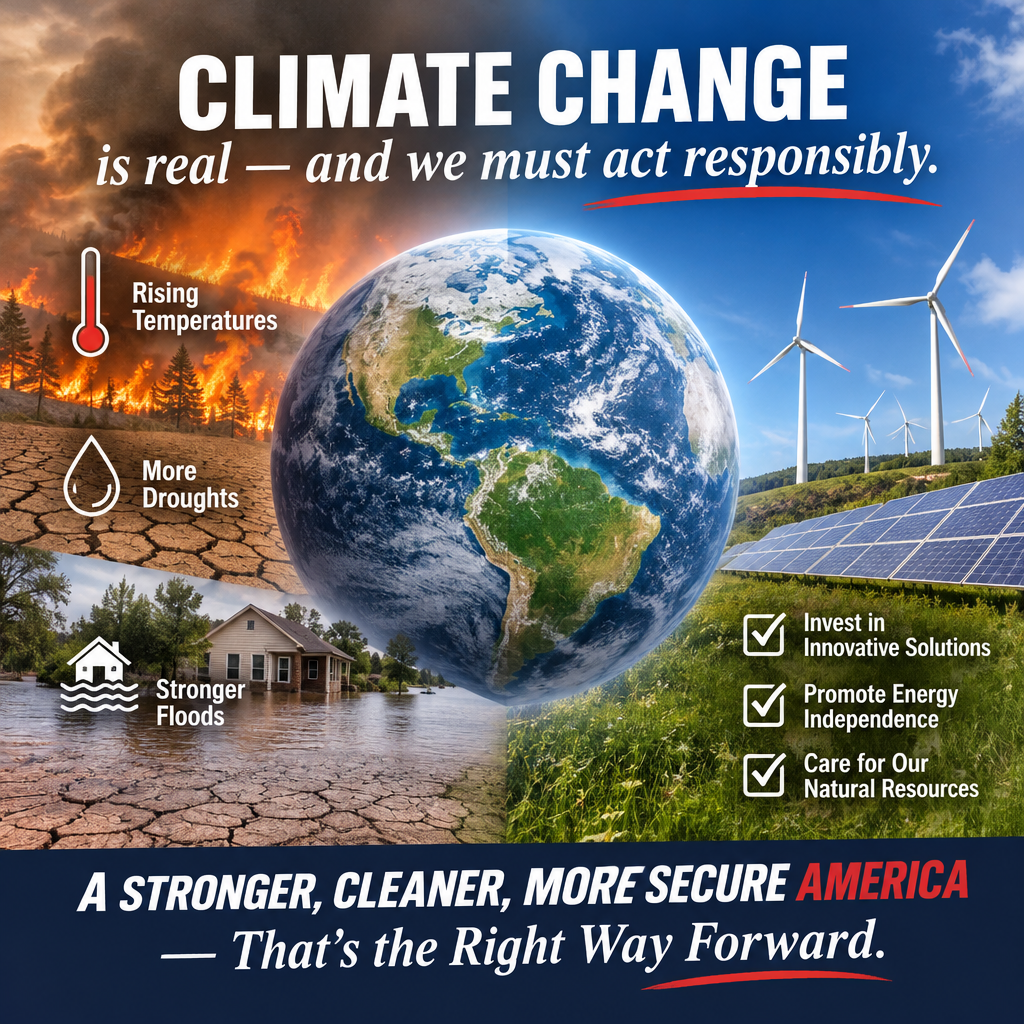 CLIMATE CHANGE
is real — and we must act responsibly.
Rising
Temperatures
More
Droughts
Stronger
Floods
Invest in
Innovative Solutions
Promote Energy
Independence
Care for Our
Natural Resources
A STRONGER, CLEANER, MORE SECURE AMERICA
— That's the Right Way Forward.